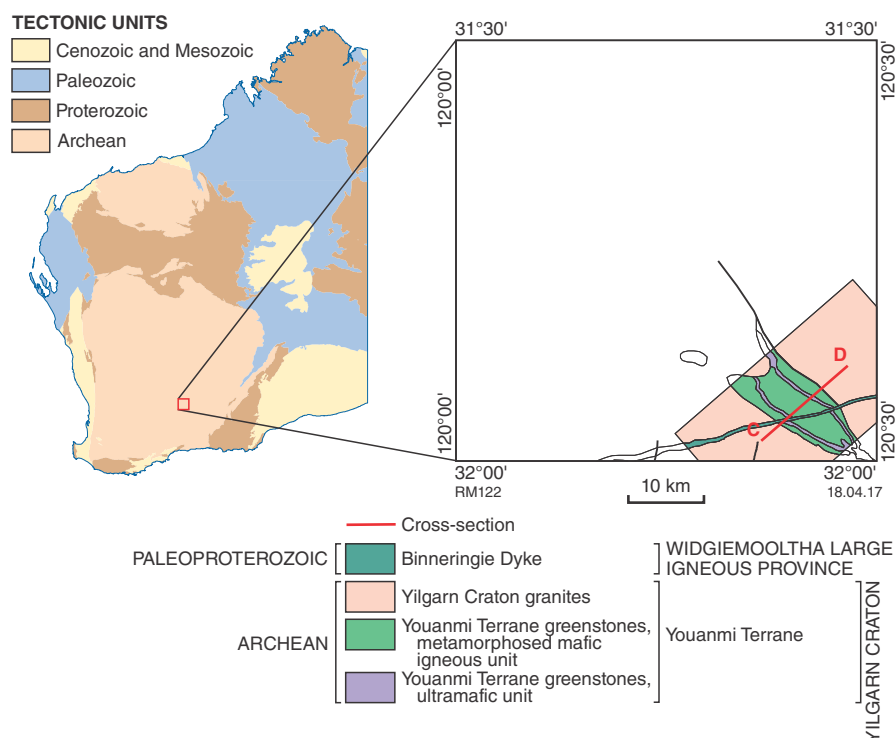 TECTONIC UNITS
Cenozoic and Mesozoic
Paleozoic
Proterozoic
Archean
31°30'
31°30'
120°00'
120°30'
D
C
120°00'
120°30'
32°00'
32°00'
RM122
10 km
18.04.17
Cross-section
PALEOPROTEROZOIC
Binneringie Dyke
WIDGIEMOOLTHA LARGE
IGNEOUS PROVINCE
ARCHEAN
Yilgarn Craton granites
Youanmi Terrane greenstones,
metamorphosed mafic
igneous unit
Youanmi Terrane greenstones,
ultramafic unit
Youanmi Terrane
YILGARN CRATON